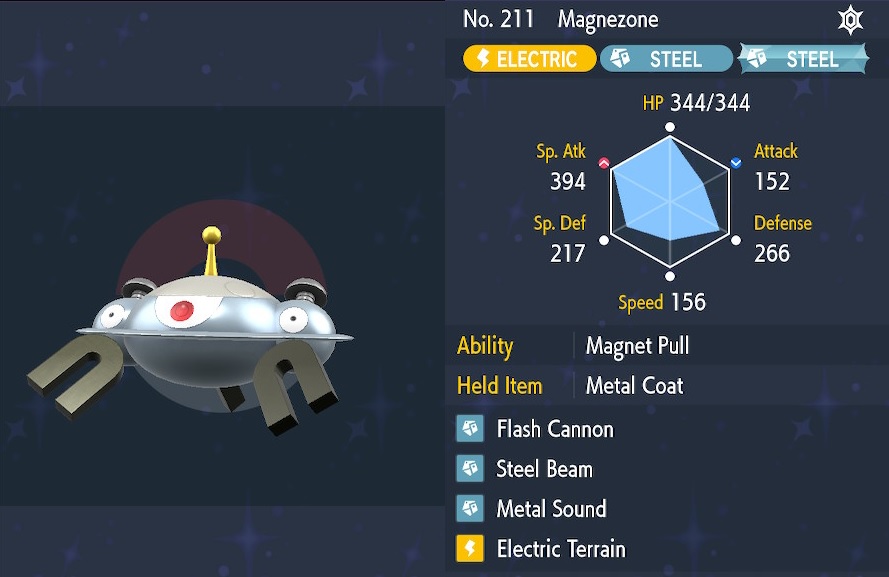 No. 211 Magnezone
ELECTRIC STEEL STEEL
HP 344/344
Sp. Atk 394
Attack 152
Sp. Def 217
Defense 266
Speed 156
Ability Magnet Pull
Held Item Metal Coat
Flash Cannon
Steel Beam
Metal Sound
Electric Terrain